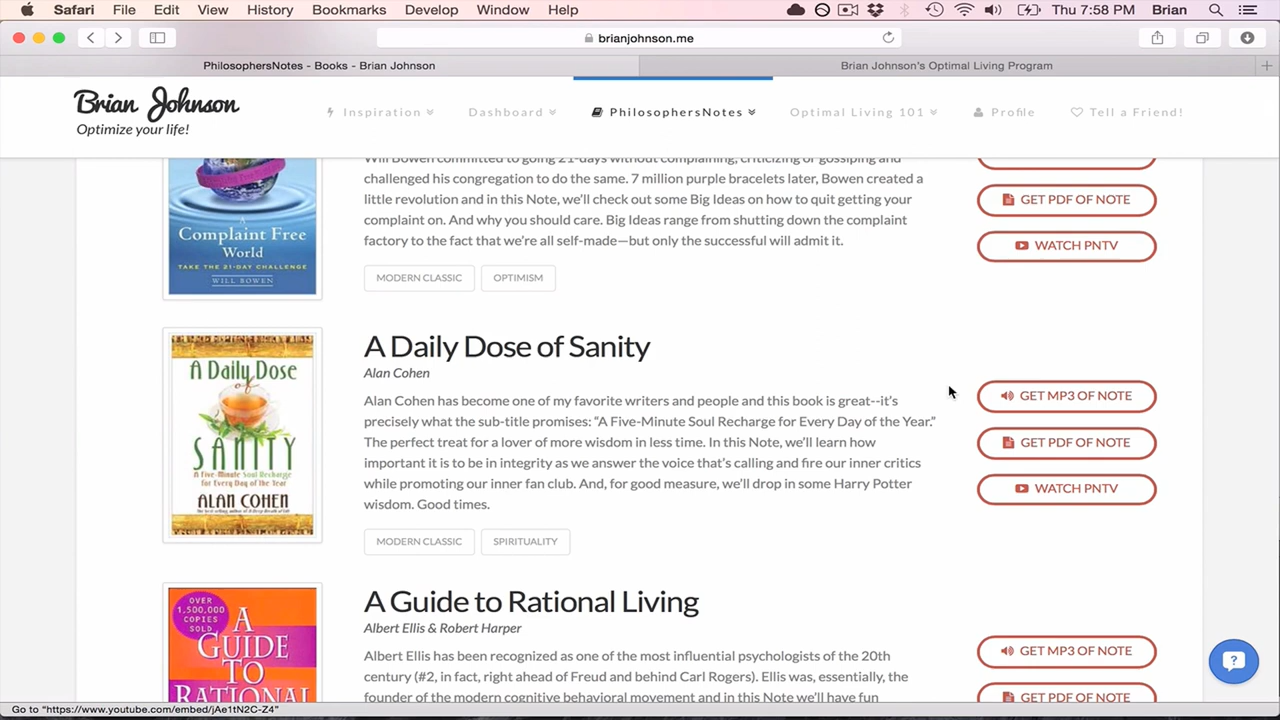 Safari File Edit View History Bookmarks Develop Window Help Thu 7:58 PM Brian
brianjohnson.me
PhilosophersNotes - Books - Brian Johnson Brian Johnson's Optimal Living Program
Brian Johnson
Optimize your life!
Inspiration Dashboard PhilosophersNotes Optimal Living 101 Profile Tell a Friend!
Will Bowen committed to going 21-days without complaining, criticizing or gossiping and
challenged his congregation to do the same. 7 million purple bracelets later, Bowen created a
little revolution and in this Note, we'll check out some Big Ideas on how to quit getting your
complaint on. And why you should care. Big Ideas range from shutting down the complaint
factory to the fact that we're all self-made—but only the successful will admit it.
MODERN CLASSIC OPTIMISM
GET PDF OF NOTE
WATCH PNTV
A
Complaint Free
World
TAKE THE 21-DAY CHALLENGE
WILL BOWEN
A Daily Dose of Sanity
Alan Cohen
Alan Cohen has become one of my favorite writers and people and this book is great--it's
precisely what the sub-title promises: “A Five-Minute Soul Recharge for Every Day of the Year.”
The perfect treat for a lover of more wisdom in less time. In this Note, we'll learn how
important it is to be in integrity as we answer the voice that's calling and fire our inner critics
while promoting our inner fan club. And, for good measure, we'll drop in some Harry Potter
wisdom. Good times.
MODERN CLASSIC SPIRITUALITY
GET MP3 OF NOTE
GET PDF OF NOTE
WATCH PNTV
A Daily Dose
of
SANITY
A Five-Minute Soul Recharge
for Every Day of the Year
ALAN COHEN
A Guide to Rational Living
Albert Ellis & Robert Harper
Albert Ellis has been recognized as one of the most influential psychologists of the 20th
century (#2, in fact, right ahead of Freud and behind Carl Rogers). Ellis was, essentially, the
founder of the modern cognitive behavioral movement and in this Note we'll have fun
GET MP3 OF NOTE
GET PDF OF NOTE
OVER
1,500,000
COPIES
SOLD
A
GUIDE
TO
RATIONAL
Go to "https://www.youtube.com/embed/jAe1tN2C-Z4"